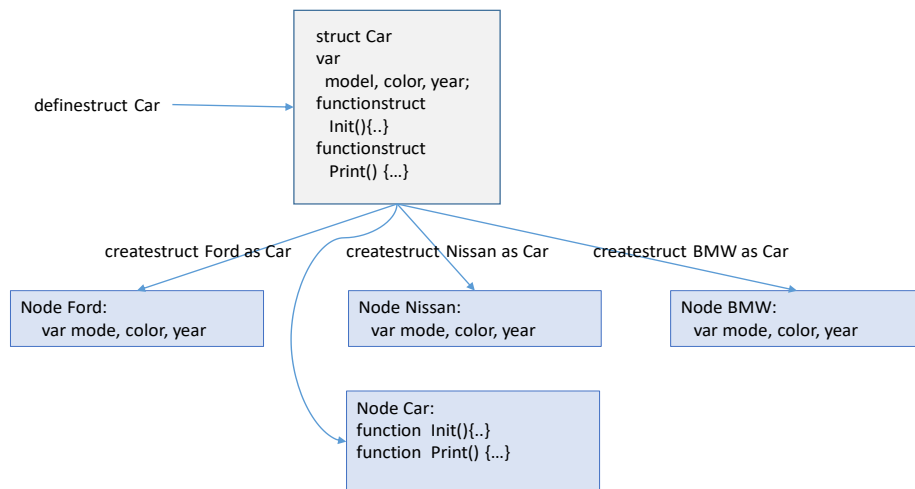 struct Car
var
model, color, year;
functionstruct
Init(){..}
functionstruct
Print() {...}
definestruct Car
createstruct Ford as Car
createstruct Nissan as Car
createstruct BMW as Car
Node Ford:
var mode, color, year
Node Nissan:
var mode, color, year
Node BMW:
var mode, color, year
Node Car:
function Init(){..}
function Print() {...}